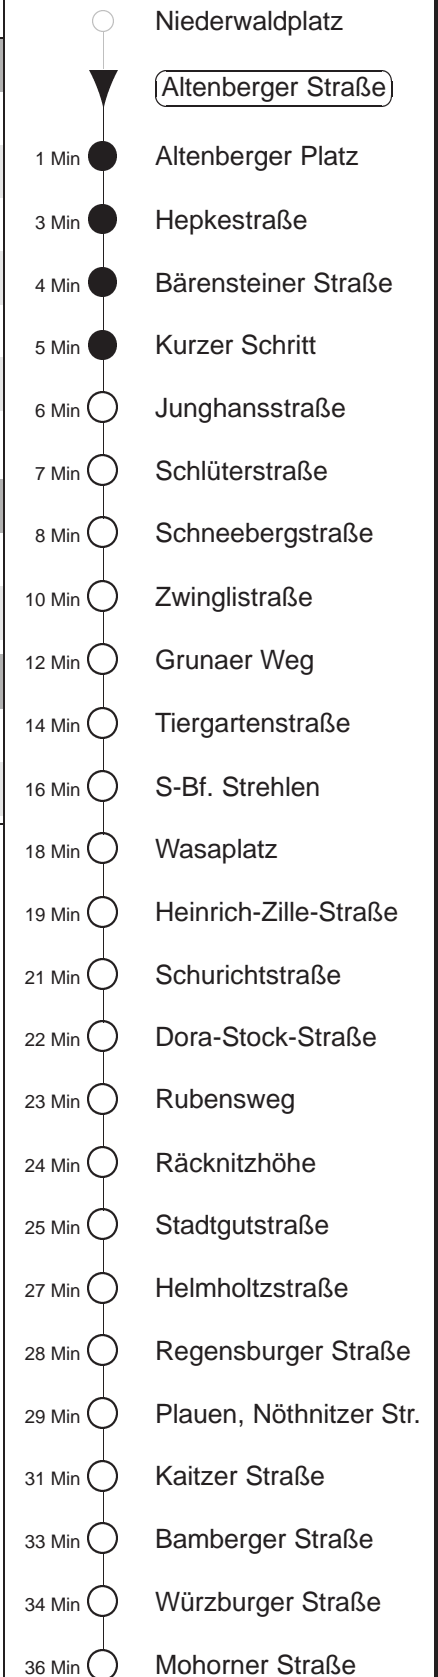 Niederwaldplatz
Altenberger Straße
1 Min Altenberger Platz
3 Min Hepkestraße
4 Min Bärensteiner Straße
5 Min Kurzer Schritt
6 Min Junghansstraße
7 Min Schlüterstraße
8 Min Schneebergstraße
10 Min Zwinglistraße
12 Min Grunaer Weg
14 Min Tiergartenstraße
16 Min S-Bf. Strehlen
18 Min Wasaplatz
19 Min Heinrich-Zille-Straße
21 Min Schurichtstraße
22 Min Dora-Stock-Straße
23 Min Rubensweg
24 Min Räcknitzhöhe
25 Min Stadtgutstraße
27 Min Helmholtzstraße
28 Min Regensburger Straße
29 Min Plauen, Nöthnitzer Str.
31 Min Kaitzer Straße
33 Min Bamberger Straße
34 Min Würzburger Straße
36 Min Mohorner Straße